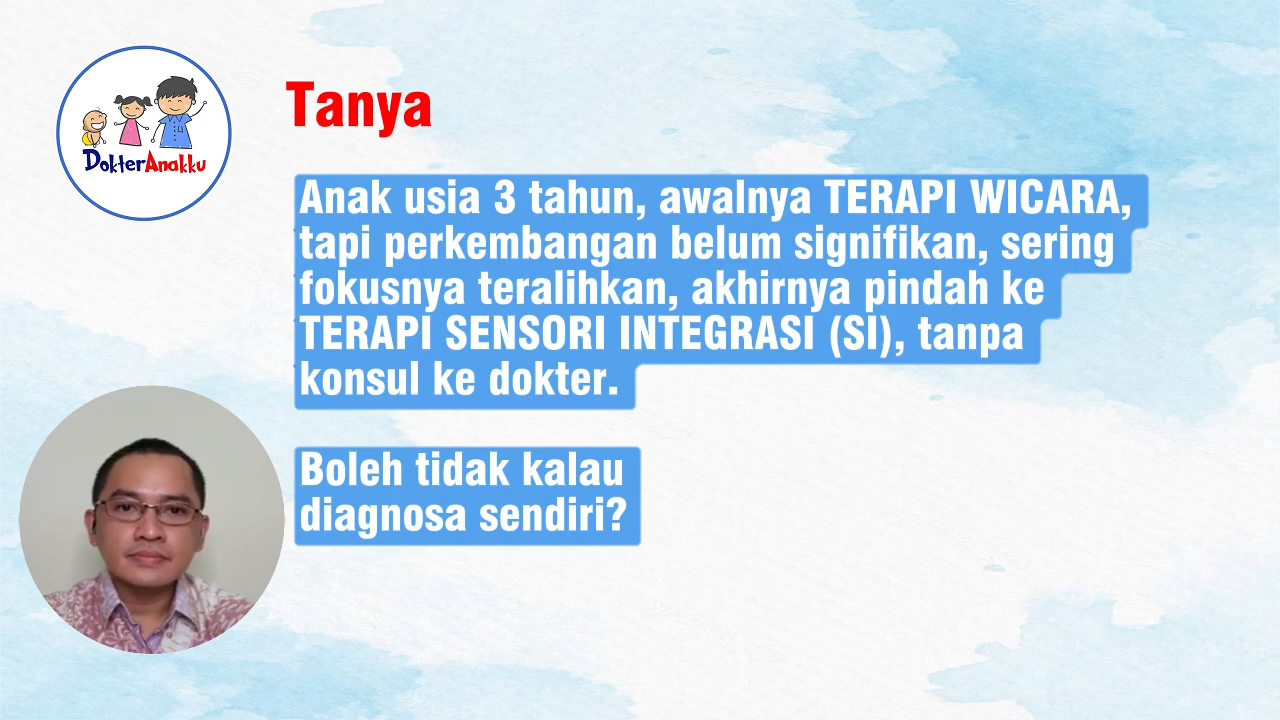 DokterAnakku
Tanya
Anak usia 3 tahun, awalnya TERAPI WICARA,
tapi perkembangan belum signifikan, sering
fokusnya teralihkan, akhirnya pindah ke
TERAPI SENSORI INTEGRASI (SI), tanpa
konsul ke dokter.
Boleh tidak kalau
diagnosa sendiri?